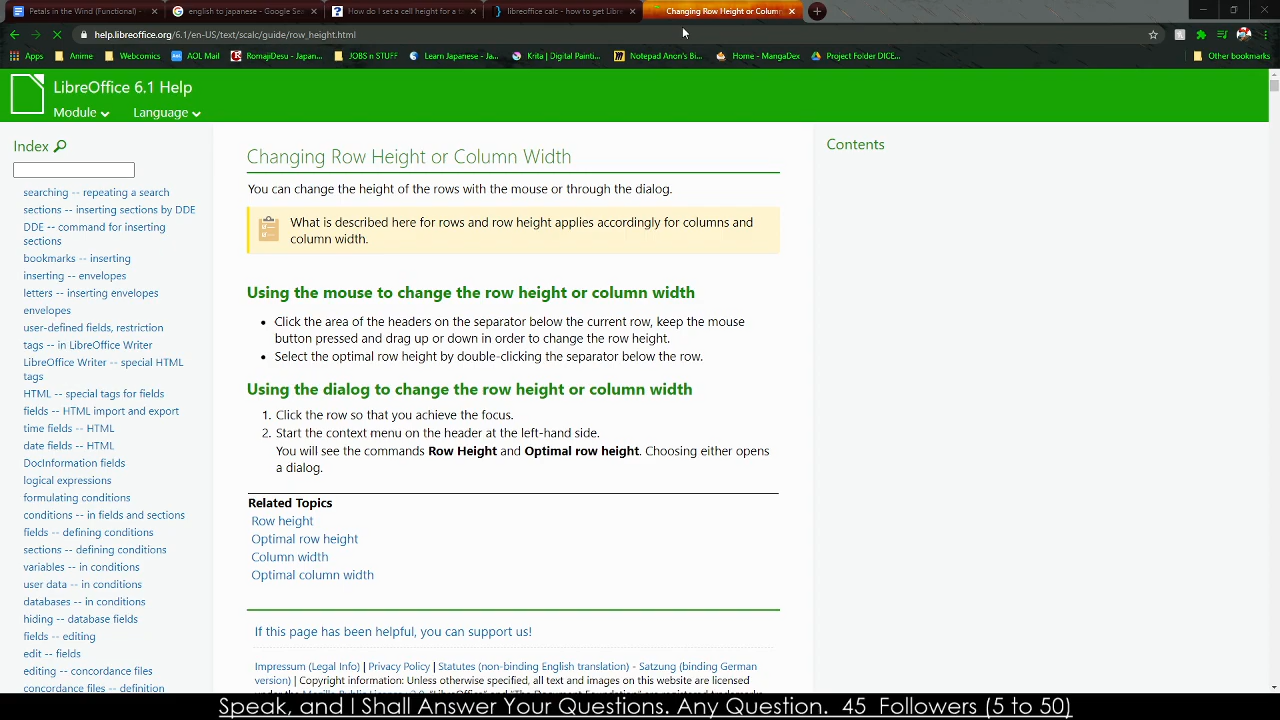 Petals in the Wind (Functional) -
english to japanese - Google Sea
How do I set a cell height for a t
libreoffice calc - how to get Libre
Changing Row Height or Column
help.libreoffice.org/6.1/en-US/text/scalc/guide/row_height.html
Apps
Anime
Webcomics
AOL Mail
RomajiDesu - Japan...
JOBS n STUFF
Learn Japanese - Ja...
Krita | Digital Painti...
Notepad Anon's Bi...
Home - MangaDex
Project Folder DIEC...
Other bookmarks
LibreOffice 6.1 Help
Module
Language
Index
searching -- repeating a search
sections -- inserting sections by DDE
DDE -- command for inserting
sections
bookmarks -- inserting
inserting -- envelopes
letters -- inserting envelopes
envelopes
user-defined fields, restriction
tags -- in LibreOffice Writer
LibreOffice Writer -- special HTML
tags
HTML -- special tags for fields
fields -- HTML import and export
time fields -- HTML
date fields -- HTML
DocInformation fields
logical expressions
formulating conditions
conditions -- in fields and sections
fields -- defining conditions
sections -- defining conditions
variables -- in conditions
user data -- in conditions
databases -- in conditions
hiding -- database fields
fields -- editing
edit -- fields
editing -- concordance files
concordance files -- definition
Changing Row Height or Column Width
You can change the height of the rows with the mouse or through the dialog.
What is described here for rows and row height applies accordingly for columns and
column width.
Using the mouse to change the row height or column width
• Click the area of the headers on the separator below the current row, keep the mouse
button pressed and drag up or down in order to change the row height.
• Select the optimal row height by double-clicking the separator below the row.
Using the dialog to change the row height or column width
1. Click the row so that you achieve the focus.
2. Start the context menu on the header at the left-hand side.
You will see the commands Row Height and Optimal row height. Choosing either opens
a dialog.
Related Topics
Row height
Optimal row height
Column width
Optimal column width
If this page has been helpful, you can support us!
Impressum (Legal Info) | Privacy Policy | Statutes (non-binding English translation) - Satzung (binding German
version) | Copyright information: Unless otherwise specified, all text and images on this website are licensed
Contents
Speak, and I Shall Answer Your Questions. Any Question. 45 Followers (5 to 50)